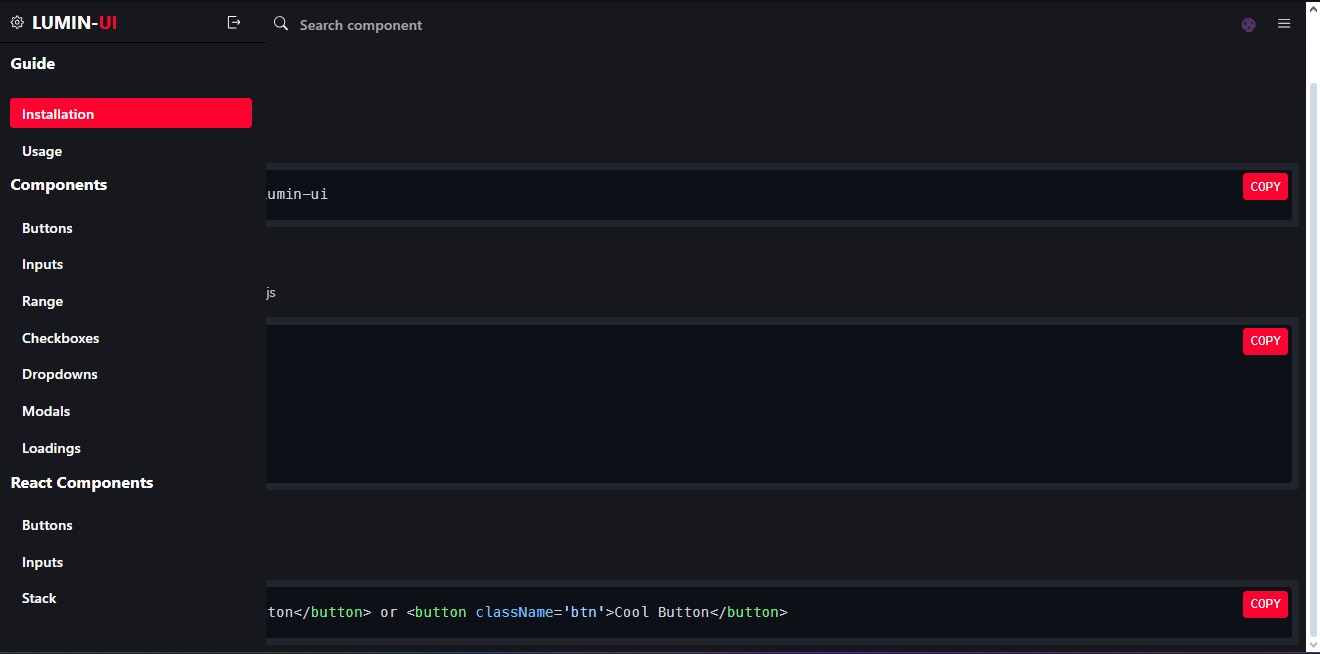 LUMIN-UI
Search component
Guide
Installation
Usage
Components
Buttons
Inputs
Range
Checkboxes
Dropdowns
Modals
Loadings
React Components
Buttons
Inputs
Stack
umin-ui
COPY
js
COPY
ton</button> or <button className='btn'>Cool Button</button>
COPY